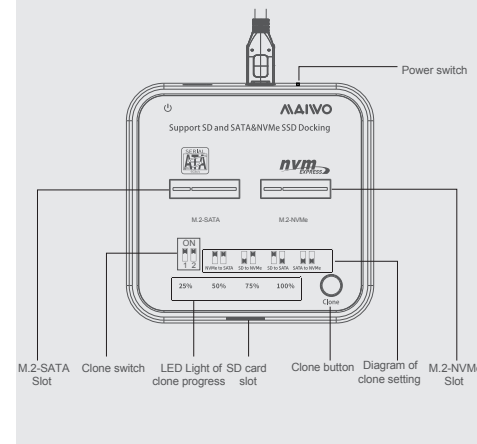 Power switch
MAIWO
Support SD and SATA&NVMe SSD Docking
SERIAL
ATA
nvm
EXPRESS
M.2-SATA
M.2-NVMe
ON
1 2
NVMe to SATA SD to NVMe SD to SATA SATA to NVMe
25% 50% 75% 100%
Clone
M.2-SATA
Slot
Clone switch
LED Light of
clone progress
SD card
slot
Clone button
Diagram of
clone setting
M.2-NVM
Slot